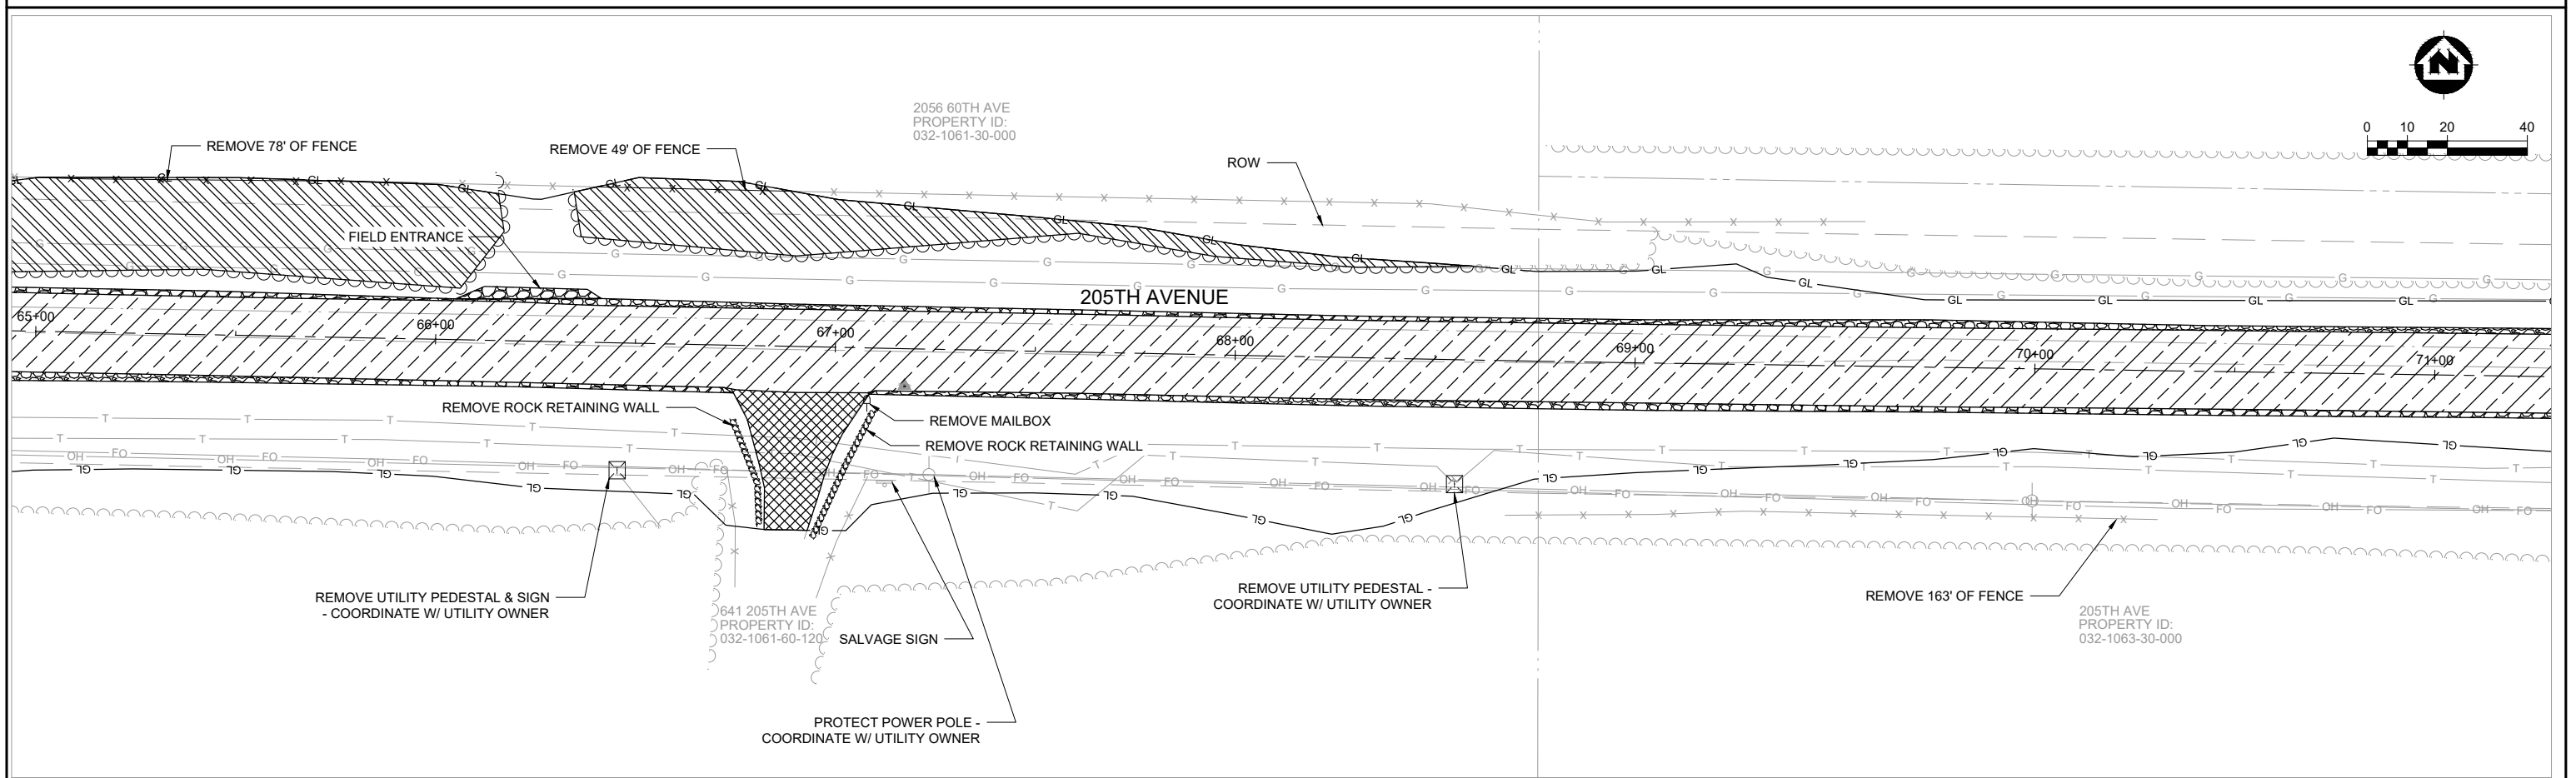 2056 60TH AVE
PROPERTY ID:
032-1061-30-000
N
0 10 20 40
REMOVE 78' OF FENCE
REMOVE 49' OF FENCE
ROW
FIELD ENTRANCE
205TH AVENUE
65+00
66+00
67+00
68+00
69+00
70+00
71+00
REMOVE ROCK RETAINING WALL
REMOVE MAILBOX
REMOVE ROCK RETAINING WALL
REMOVE UTILITY PEDESTAL & SIGN
- COORDINATE W/ UTILITY OWNER
641 205TH AVE
PROPERTY ID:
032-1061-60-120
SALVAGE SIGN
PROTECT POWER POLE -
COORDINATE W/ UTILITY OWNER
REMOVE UTILITY PEDESTAL -
COORDINATE W/ UTILITY OWNER
REMOVE 163' OF FENCE
205TH AVE
PROPERTY ID:
032-1063-30-000